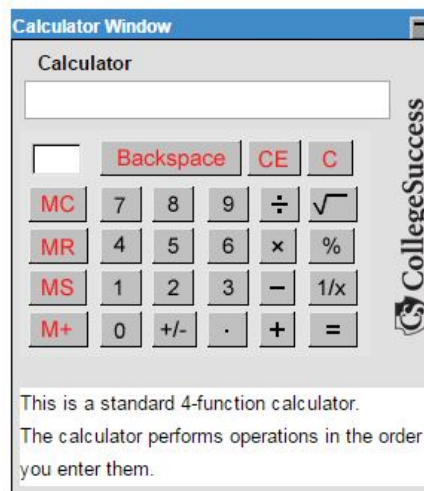 Calculator Window
Calculator
Backspace CE C
MC 7 8 9 ÷ √
MR 4 5 6 × %
MS 1 2 3 − 1/x
M+ 0 +/- . + =
CS CollegeSuccess
This is a standard 4-function calculator.
The calculator performs operations in the order
you enter them.